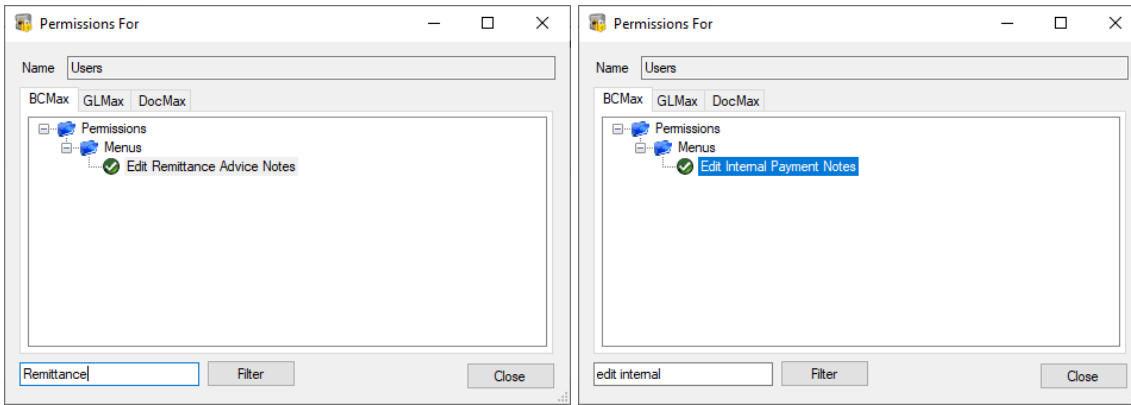 Permissions For
Name Users
BCMax GLMax DocMax
Permissions
Menus
Edit Remittance Advice Notes
Remittance Filter Close
Permissions For
Name Users
BCMax GLMax DocMax
Permissions
Menus
Edit Internal Payment Notes
edit internal Filter Close